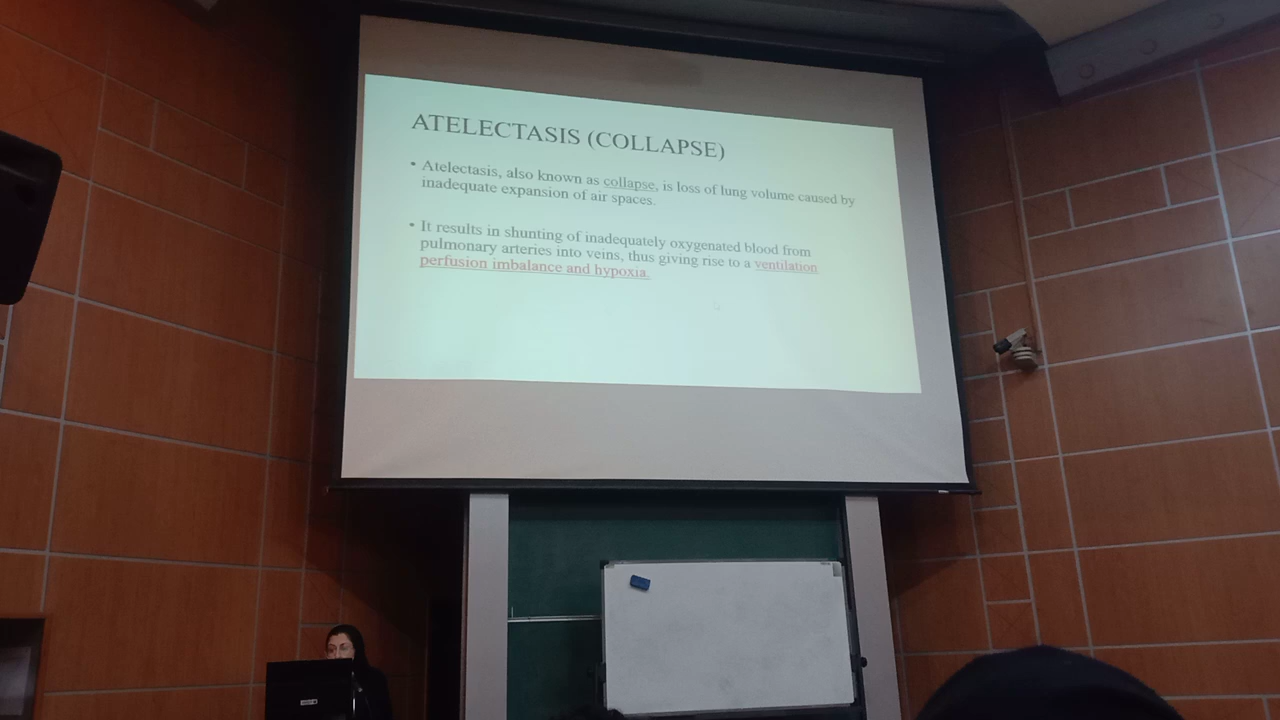 ATELECTASIS (COLLAPSE)
• Atelectasis, also known as collapse, is loss of lung volume caused by
inadequate expansion of air spaces.
• It results in shunting of inadequately oxygenated blood from
pulmonary arteries into veins, thus giving rise to a ventilation
perfusion imbalance and hypoxia.